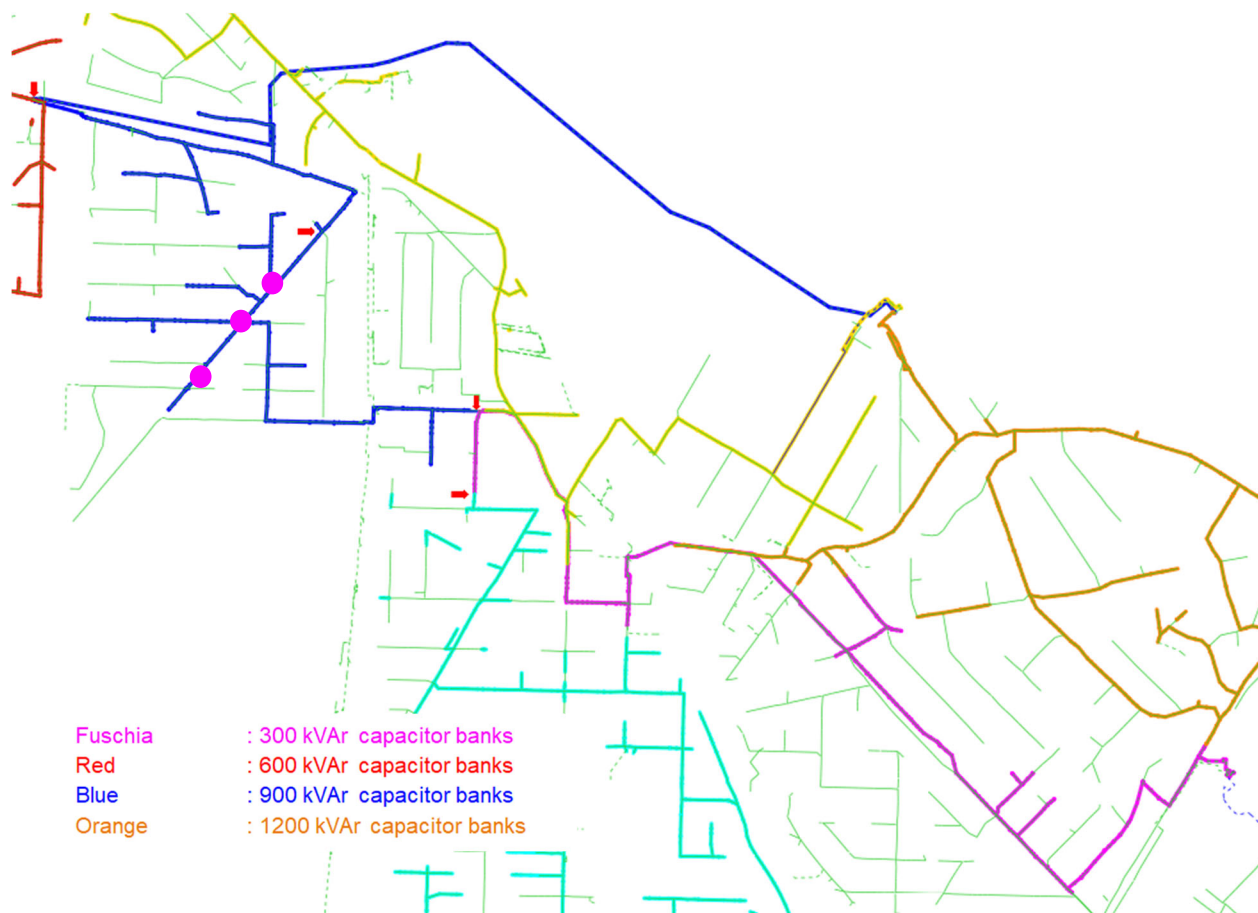 Fuschia : 300 kVAr capacitor banks
Red : 600 kVAr capacitor banks
Blue : 900 kVAr capacitor banks
Orange : 1200 kVAr capacitor banks